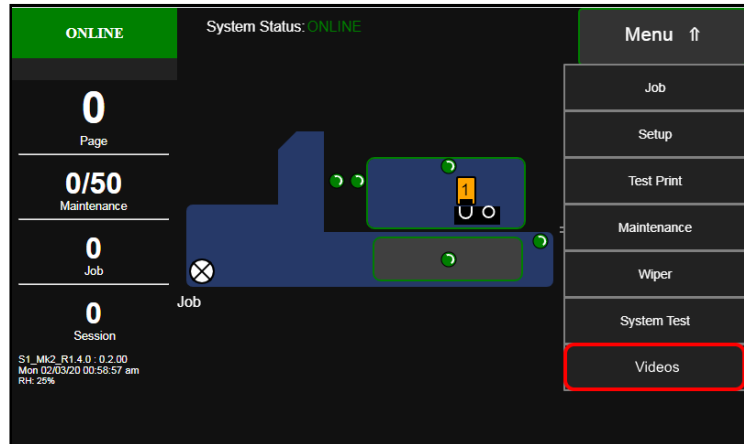 ONLINE
System Status: ONLINE
Menu ⇑
0
Page
0/50
Maintenance
0
Job
0
Session
S1_Mk2_R1.4.0 : 0.2.00
Mon 02/03/20 00:58:57 am
RH: 25%
1
Job
Job
Setup
Test Print
Maintenance
Wiper
System Test
Videos